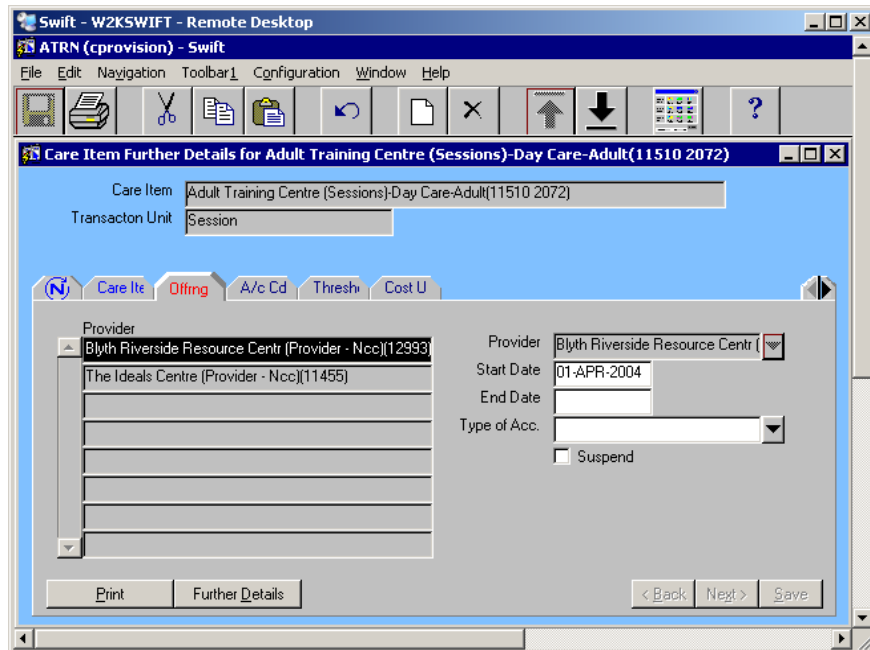 Swift - W2KSWIFT - Remote Desktop
ATRN (cprovision) - Swift
File Edit Navigation Toolbar1 Configuration Window Help
?
Care Item Further Details for Adult Training Centre (Sessions)-Day Care-Adult(11510 2072)
Care Item Adult Training Centre (Sessions)-Day Care-Adult(11510 2072)
Transacton Unit Session
N Care Ite Offrng A/c Cd Thresh Cost U
Provider
Blyth Riverside Resource Centr (Provider - Ncc)(12993)
The Ideals Centre (Provider - Ncc)(11455)
Provider Blyth Riverside Resource Centr (
Start Date 01-APR-2004
End Date
Type of Acc.
Suspend
Print Further Details < Back Next > Save